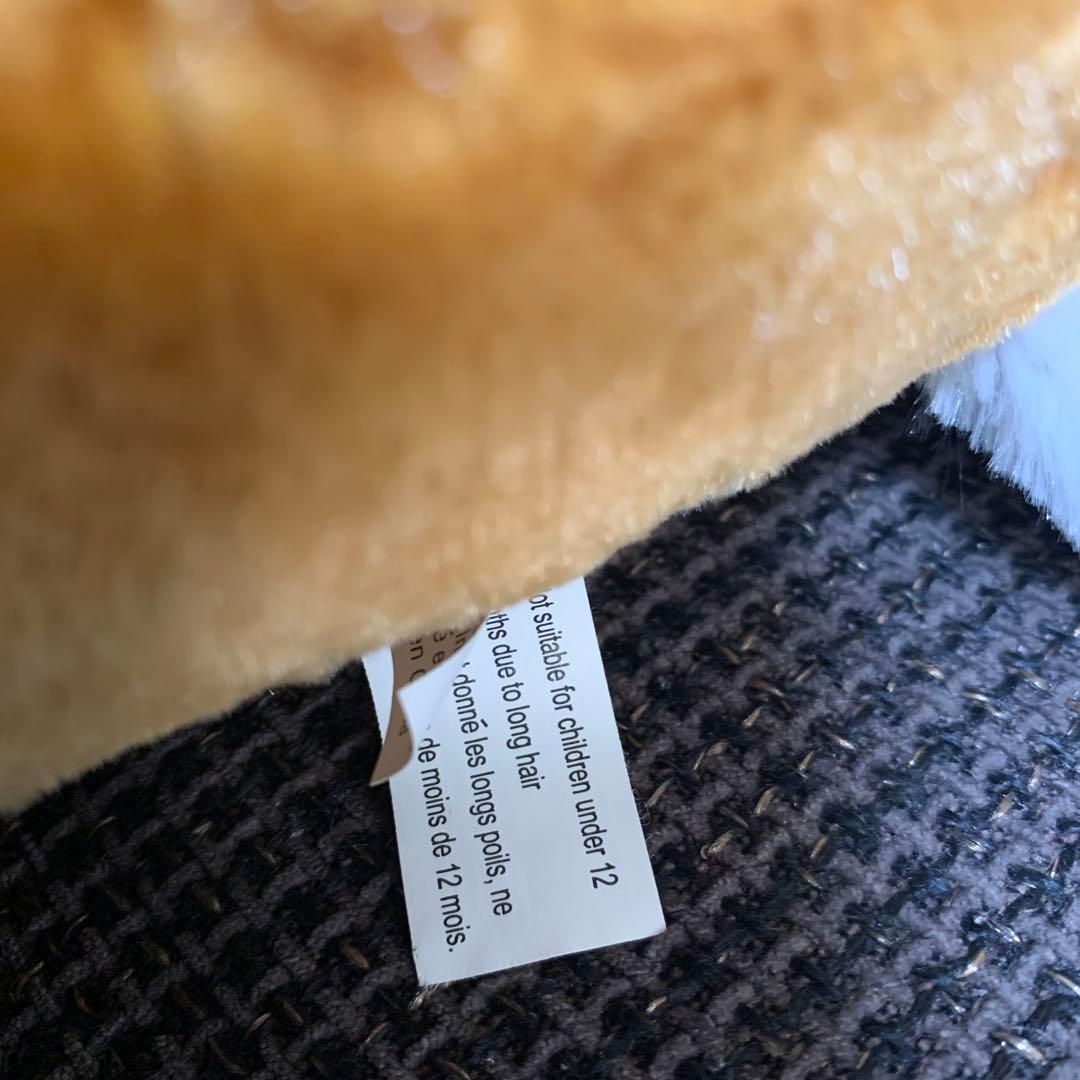 ot suitable for children under 12
ths due to long hair
donné les longs poils, ne
de moins de 12 mois.